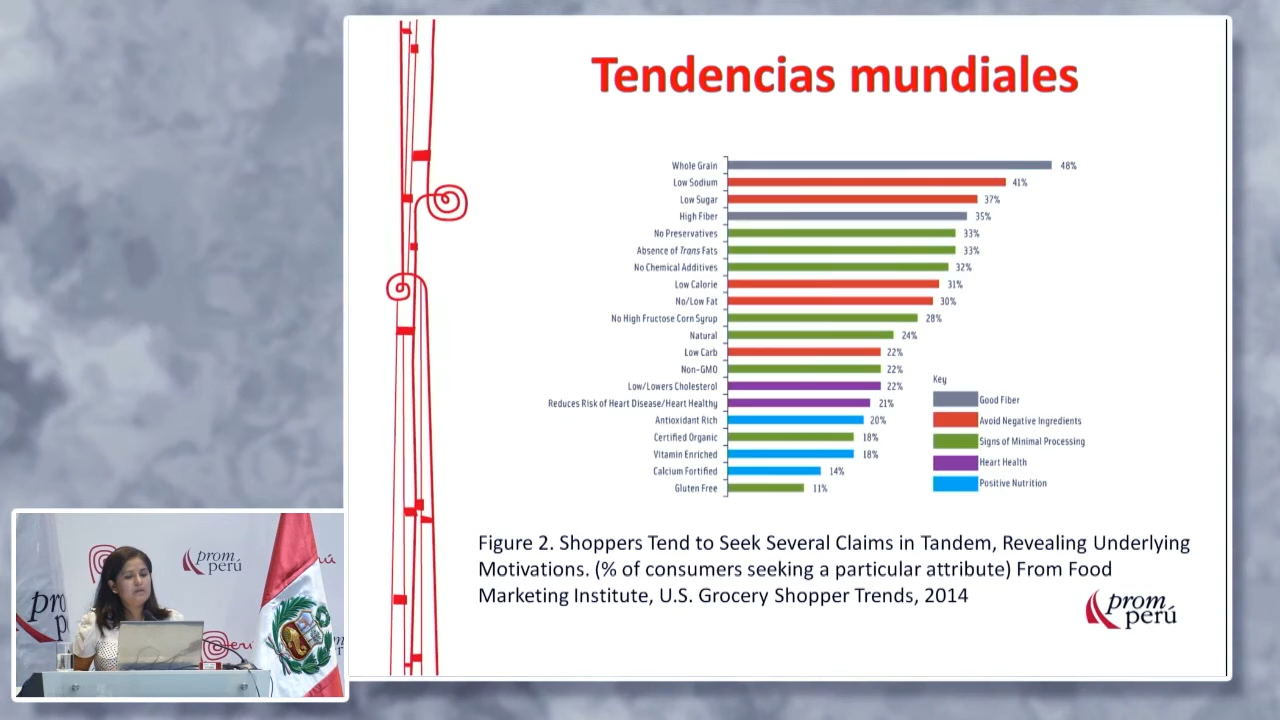 Tendencias mundiales
Whole Grain 48%
Low Sodium 41%
Low Sugar 37%
High Fiber 35%
No Preservatives 33%
Absence of Trans Fats 33%
No Chemical Additives 32%
Low Calorie 31%
No/Low Fat 30%
No High Fructose Corn Syrup 28%
Natural 24%
Low Carb 22%
Non-GMO 22%
Low/Lowers Cholesterol 22%
Reduces Risk of Heart Disease/Heart Healthy 21%
Antioxidant Rich 20%
Certified Organic 18%
Vitamin Enriched 18%
Calcium Fortified 14%
Gluten Free 11%
Key
Good Fiber
Avoid Negative Ingredients
Signs of Minimal Processing
Heart Health
Positive Nutrition
Figure 2. Shoppers Tend to Seek Several Claims in Tandem, Revealing Underlying
Motivations. (% of consumers seeking a particular attribute) From Food
Marketing Institute, U.S. Grocery Shopper Trends, 2014
prom
perú
prom
perú
pro